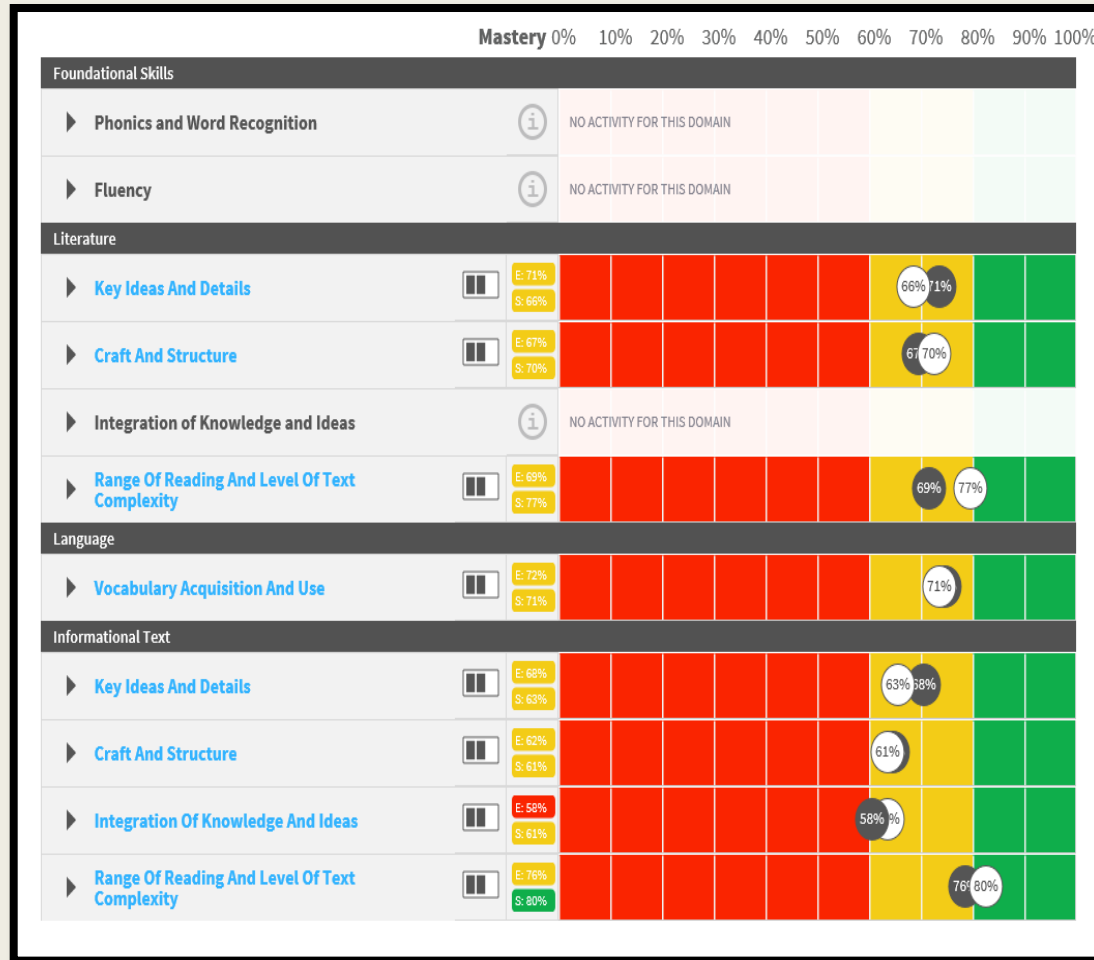 Mastery 0% 10% 20% 30% 40% 50% 60% 70% 80% 90% 100%
Foundational Skills
Phonics and Word Recognition i NO ACTIVITY FOR THIS DOMAIN
Fluency i NO ACTIVITY FOR THIS DOMAIN
Literature
Key Ideas And Details E: 71% S: 66% 66% 71%
Craft And Structure E: 67% S: 70% 67 70%
Integration of Knowledge and Ideas i NO ACTIVITY FOR THIS DOMAIN
Range Of Reading And Level Of Text
Complexity E: 69% S: 77% 69% 77%
Language
Vocabulary Acquisition And Use E: 72% S: 71% 71%
Informational Text
Key Ideas And Details E: 68% S: 63% 63% 68%
Craft And Structure E: 62% S: 61% 61%
Integration Of Knowledge And Ideas E: 58% S: 61% 58% %
Range Of Reading And Level Of Text
Complexity E: 76% S: 80% 76% 80%